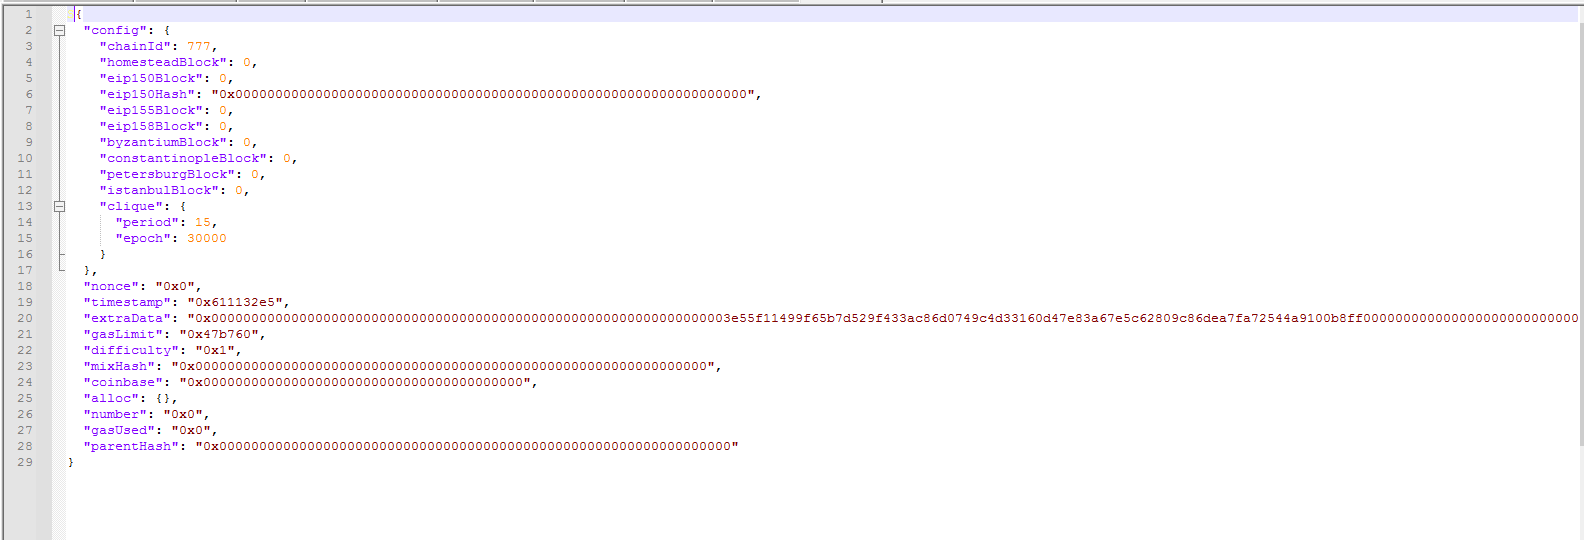 1 {
2 "config": {
3 "chainId": 777,
4 "homesteadBlock": 0,
5 "eip150Block": 0,
6 "eip150Hash": "0x0000000000000000000000000000000000000000000000000000000000000000",
7 "eip155Block": 0,
8 "eip158Block": 0,
9 "byzantiumBlock": 0,
10 "constantinopleBlock": 0,
11 "petersburgBlock": 0,
12 "istanbulBlock": 0,
13 "clique": {
14 "period": 15,
15 "epoch": 30000
16 }
17 },
18 "nonce": "0x0",
19 "timestamp": "0x611132e5",
20 "extraData": "0x00000000000000000000000000000000000000000000000000000000000000003e55f11499f65b7d529f433ac86d0749c4d33160d47e83a67e5c62809c86dea7fa72544a9100b8ff000000000000000000000000000
21 "gasLimit": "0x47b760",
22 "difficulty": "0x1",
23 "mixHash": "0x0000000000000000000000000000000000000000000000000000000000000000",
24 "coinbase": "0x0000000000000000000000000000000000000000",
25 "alloc": {},
26 "number": "0x0",
27 "gasUsed": "0x0",
28 "parentHash": "0x0000000000000000000000000000000000000000000000000000000000000000"
29 }